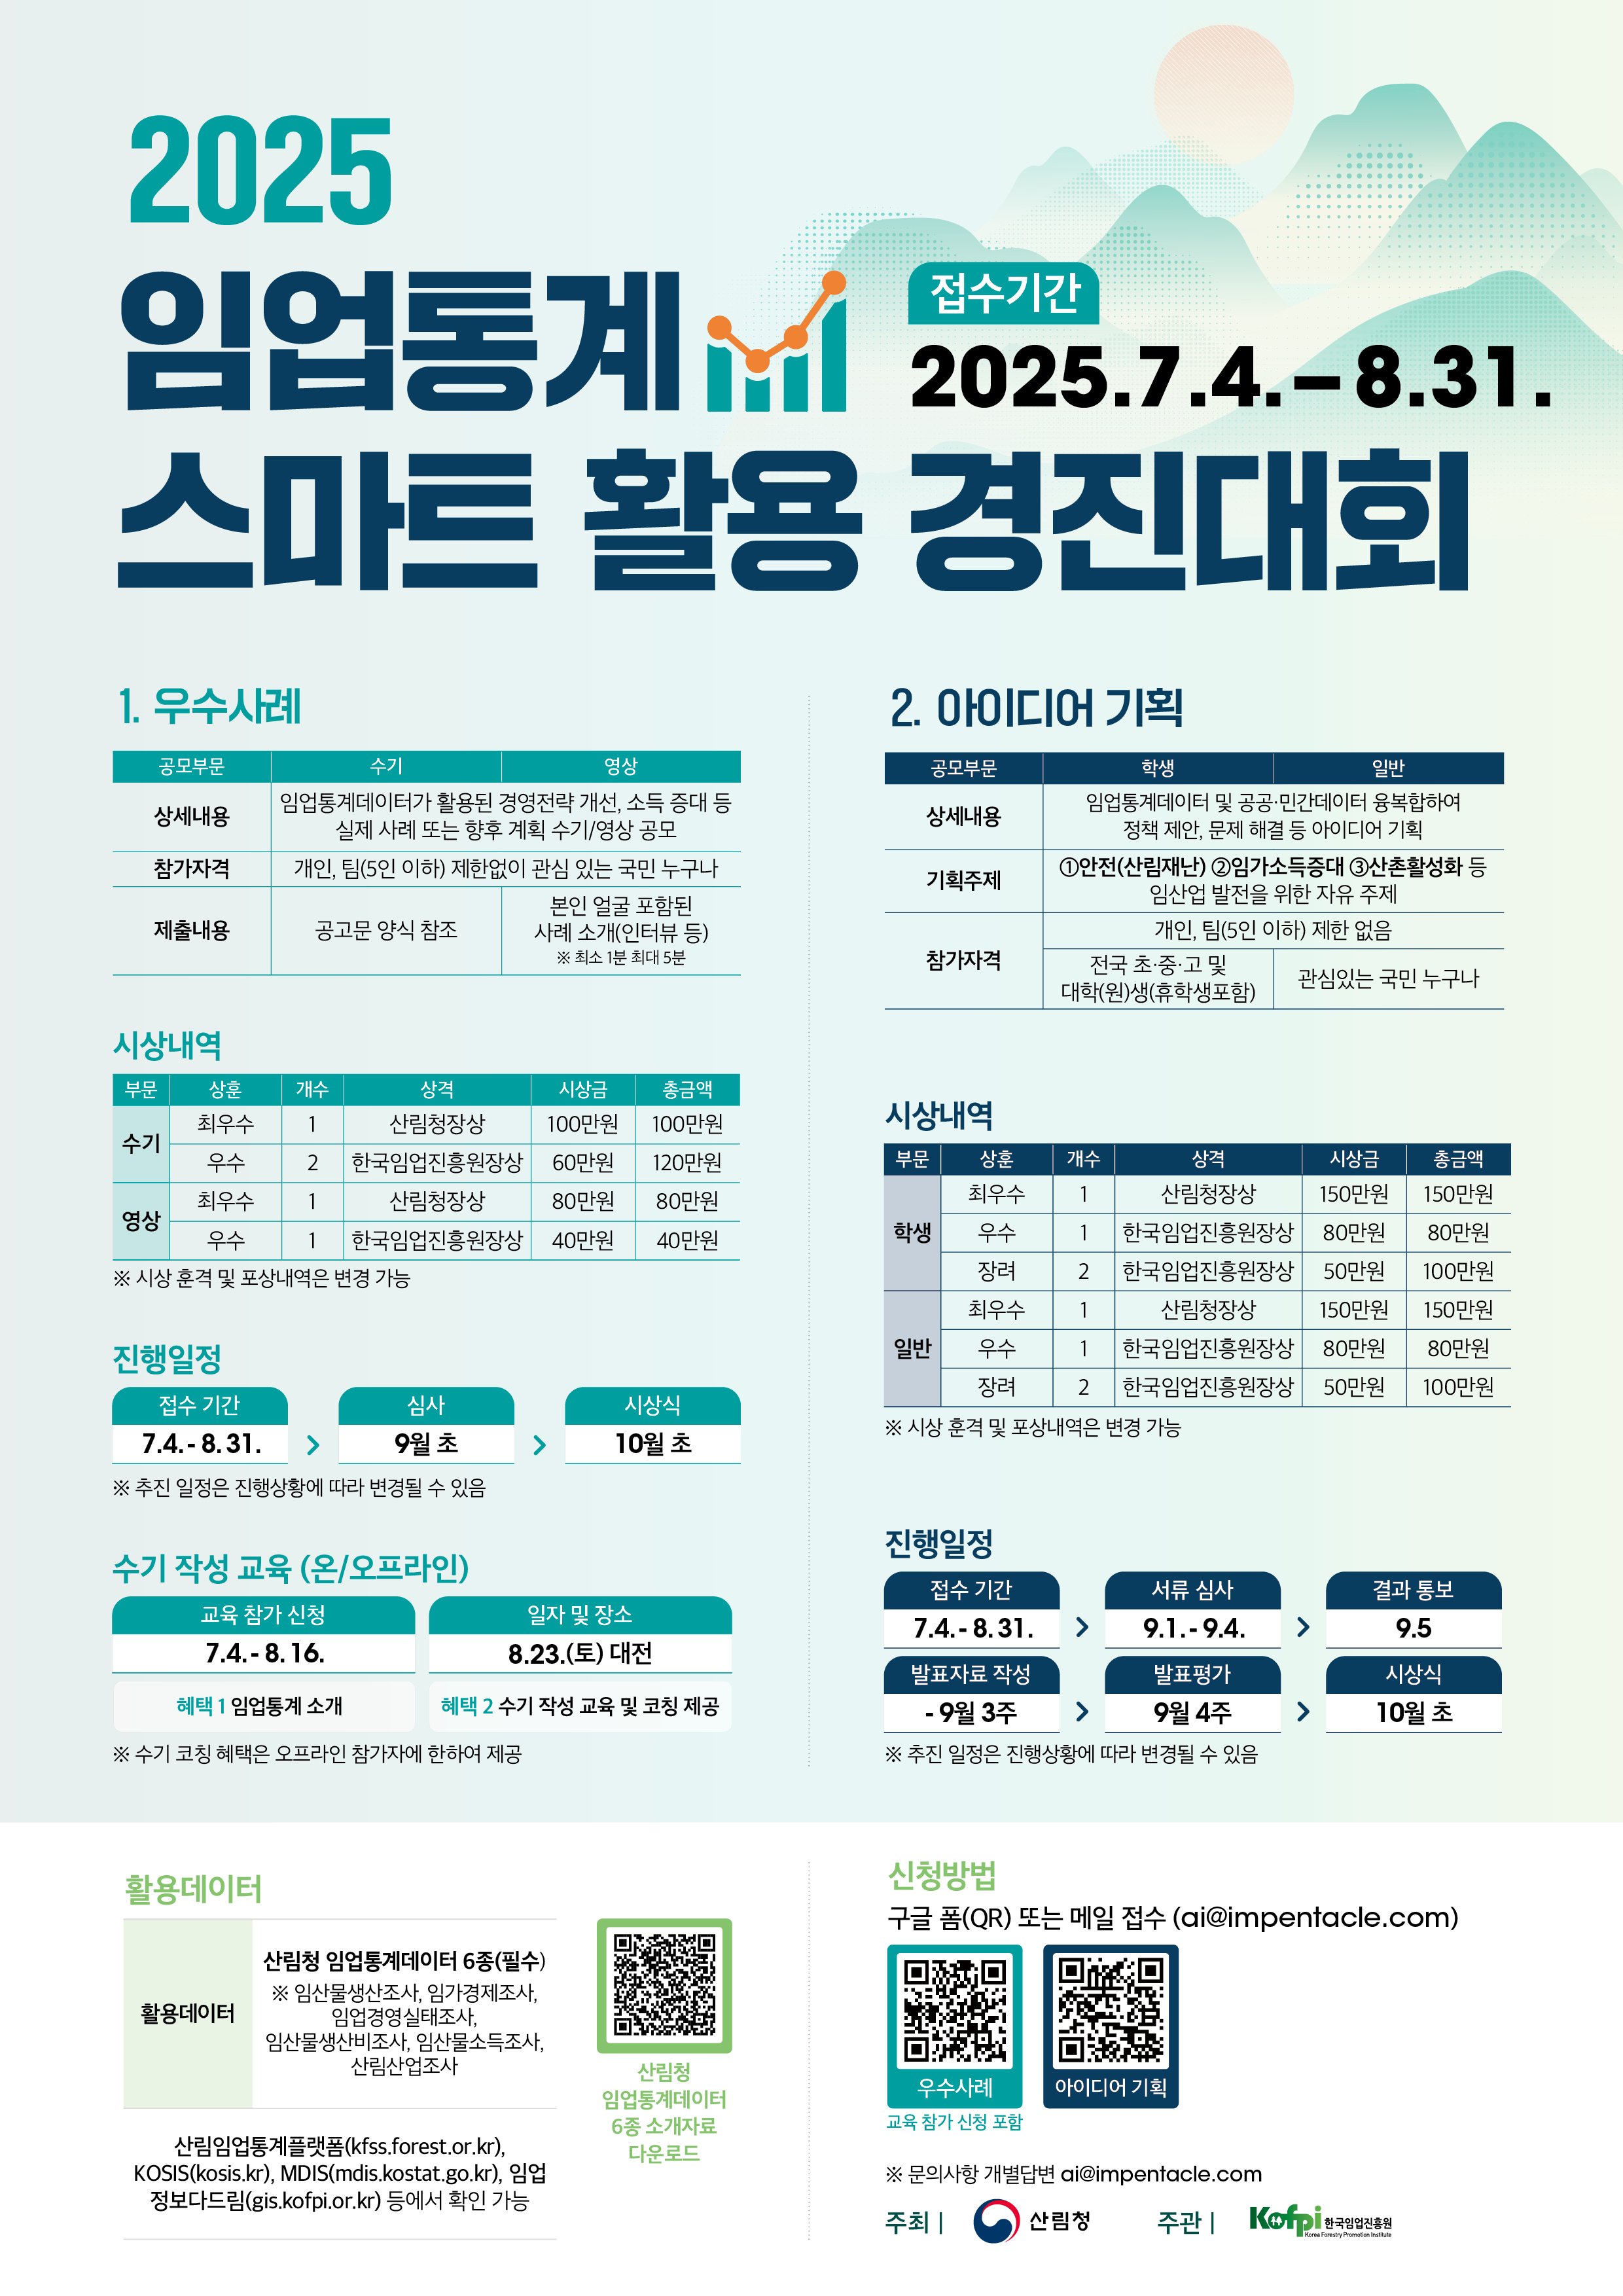 2025
임업통계
접수기간
2025.7.4.–8.31.
스마트 활용 경진대회
1. 우수사례
공모부문 수기 영상
상세내용 임업통계데이터가 활용된 경영전략 개선, 소득 증대 등
실제 사례 또는 향후 계획 수기/영상 공모
참가자격 개인, 팀(5인 이하) 제한없이 관심 있는 국민 누구나
제출내용 공고문 양식 참조
본인 얼굴 포함된
사례 소개(인터뷰 등)
※ 최소 1분 최대 5분
시상내역
부문 상훈 개수 상격 시상금 총금액
수기
최우수 1 산림청장상 100만원 100만원
우수 2 한국임업진흥원장상 60만원 120만원
영상
최우수 1 산림청장상 80만원 80만원
우수 1 한국임업진흥원장상 40만원 40만원
※ 시상 훈격 및 포상내역은 변경 가능
진행일정
접수 기간 심사 시상식
7.4. - 8. 31. > 9월 초 > 10월 초
※ 추진 일정은 진행상황에 따라 변경될 수 있음
수기 작성 교육 (온/오프라인)
교육 참가 신청 일자 및 장소
7.4. - 8. 16. 8.23.(토) 대전
혜택 1 임업통계 소개 혜택 2 수기 작성 교육 및 코칭 제공
※ 수기 코칭 혜택은 오프라인 참가자에 한하여 제공
2. 아이디어 기획
공모부문 학생 일반
상세내용 임업통계데이터 및 공공·민간데이터 융복합하여
정책 제안, 문제 해결 등 아이디어 기획
기획주제 ①안전(산림재난) ②임가소득증대 ③산촌활성화 등
임산업 발전을 위한 자유 주제
참가자격 개인, 팀(5인 이하) 제한 없음
전국 초·중·고 및
대학(원)생(휴학생포함)
관심있는 국민 누구나
시상내역
부문 상훈 개수 상격 시상금 총금액
학생
최우수 1 산림청장상 150만원 150만원
우수 1 한국임업진흥원장상 80만원 80만원
장려 2 한국임업진흥원장상 50만원 100만원
일반
최우수 1 산림청장상 150만원 150만원
우수 1 한국임업진흥원장상 80만원 80만원
장려 2 한국임업진흥원장상 50만원 100만원
※ 시상 훈격 및 포상내역은 변경 가능
진행일정
접수 기간 서류 심사 결과 통보
7.4. - 8. 31. > 9.1. - 9.4. > 9.5
발표자료 작성 발표평가 시상식
- 9월 3주 > 9월 4주 > 10월 초
※ 추진 일정은 진행상황에 따라 변경될 수 있음
활용데이터
활용데이터
산림청 임업통계데이터 6종(필수)
※ 임산물생산조사, 임가경제조사,
임업경영실태조사,
임산물생산비조사, 임산물소득조사,
산림산업조사
산림임업통계플랫폼(kfss.forest.or.kr),
KOSIS(kosis.kr), MDIS(mdis.kostat.go.kr), 임업
정보다드림(gis.kofpi.or.kr) 등에서 확인 가능
산림청
임업통계데이터
6종 소개자료
다운로드
신청방법
구글 폼(QR) 또는 메일 접수 (ai@impentacle.com)
우수사례 아이디어 기획
교육 참가 신청 포함
※ 문의사항 개별답변 ai@impentacle.com
주최 | 산림청 주관 | Kofpi 한국임업진흥원
Korea Forestry Promotion Institute